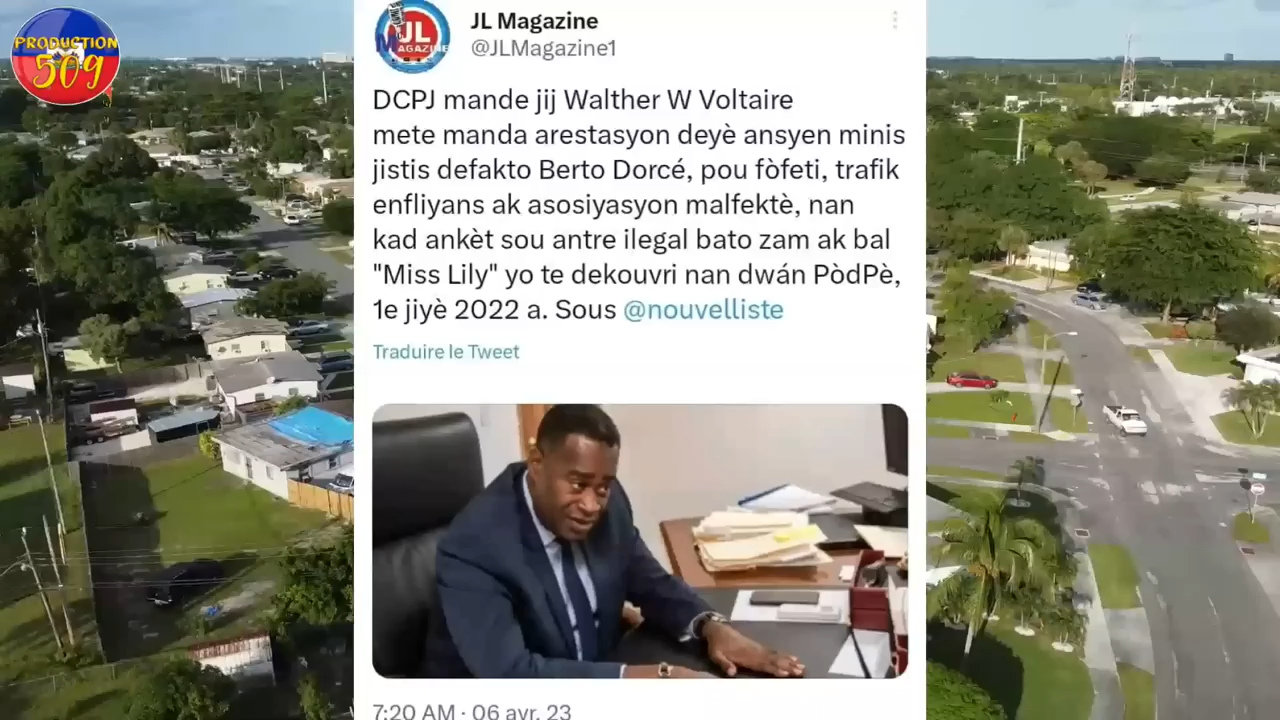 PRODUCTION
509
JL
MAGAZINE
JL Magazine
@JLMagazine1
DCPJ mande jij Walther W Voltaire
mete manda arestasyon deyè ansyen minis
jistis defakto Berto Dorcé, pou fòfeti, trafik
enfliyans ak asosiyasyon malfektè, nan
kad ankèt sou antre ilegal bato zam ak bal
"Miss Lily" yo te dekouvri nan dwán PòdPè,
1e jiyè 2022 a. Sous @nouvelliste
Traduire le Tweet
7:20 AM · 06 avr. 23